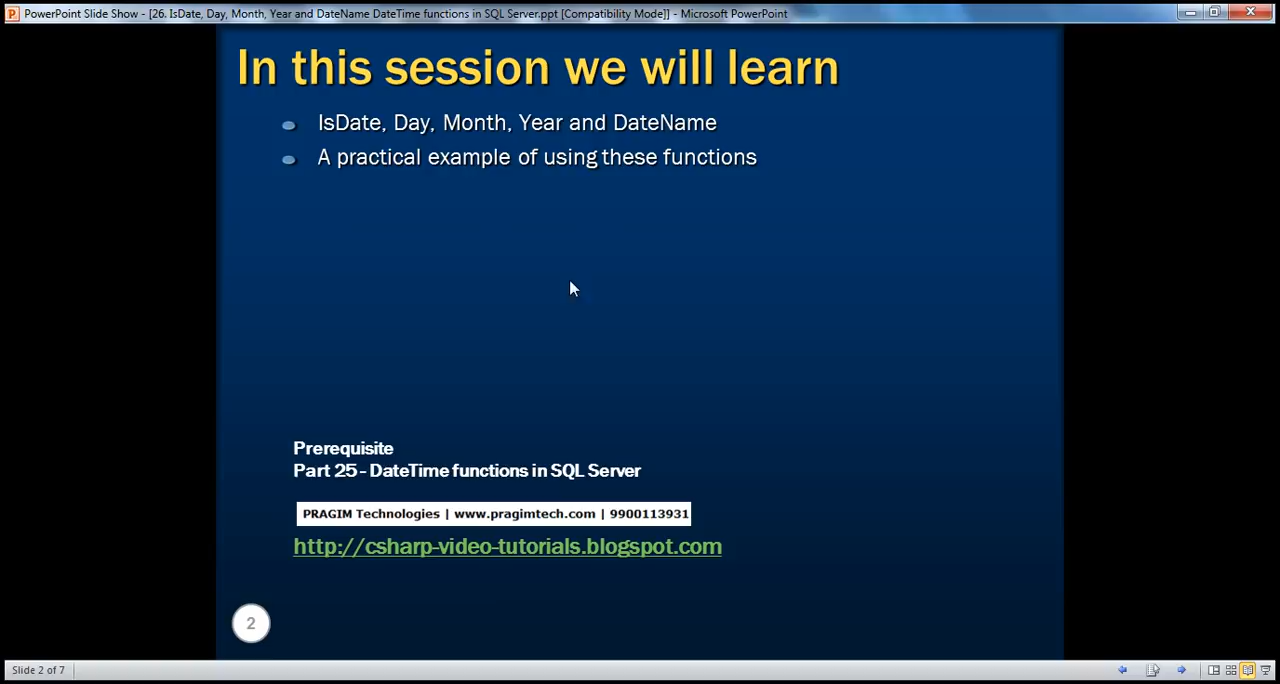 PowerPoint Slide Show - [26. IsDate, Day, Month, Year and DateName DateTime functions in SQL Server.ppt [Compatibility Mode]] - Microsoft PowerPoint
In this session we will learn
IsDate, Day, Month, Year and DateName
A practical example of using these functions
Prerequisite
Part 25 - DateTime functions in SQL Server
PRAGIM Technologies | www.pragimtech.com | 9900113931
http://csharp-video-tutorials.blogspot.com
2
Slide 2 of 7